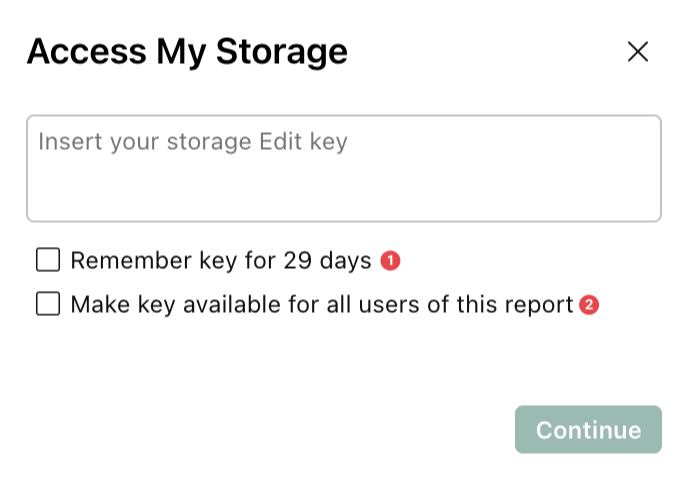 Access My Storage
Insert your storage Edit key
Remember key for 29 days 1
Make key available for all users of this report 2
Continue